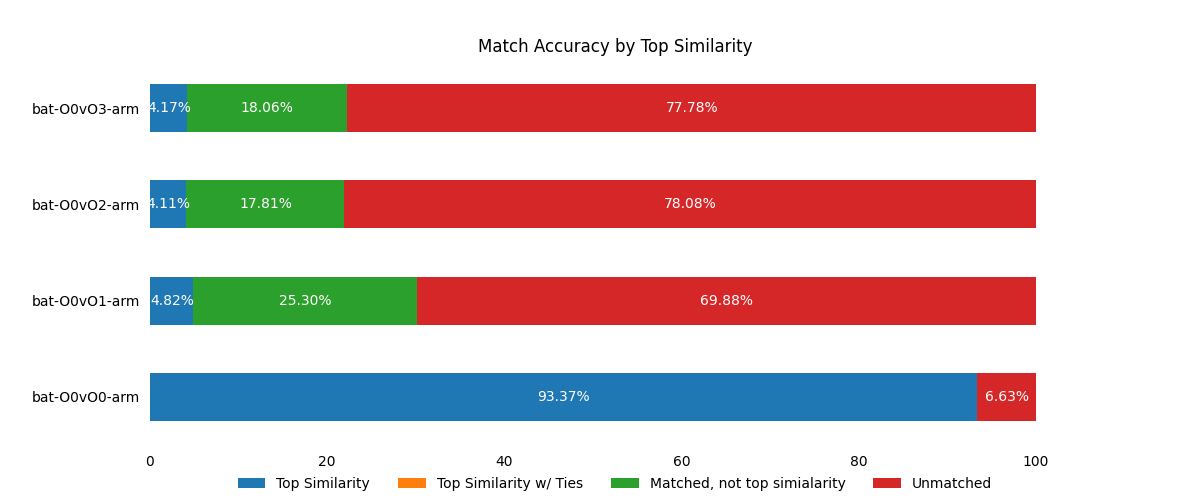 Match Accuracy by Top Similarity
bat-O0vO3-arm 4.17% 18.06% 77.78%
bat-O0vO2-arm 4.11% 17.81% 78.08%
bat-O0vO1-arm 4.82% 25.30% 69.88%
bat-O0vO0-arm 93.37% 6.63%
0 20 40 60 80 100
Top Similarity Top Similarity w/ Ties Matched, not top simialarity Unmatched